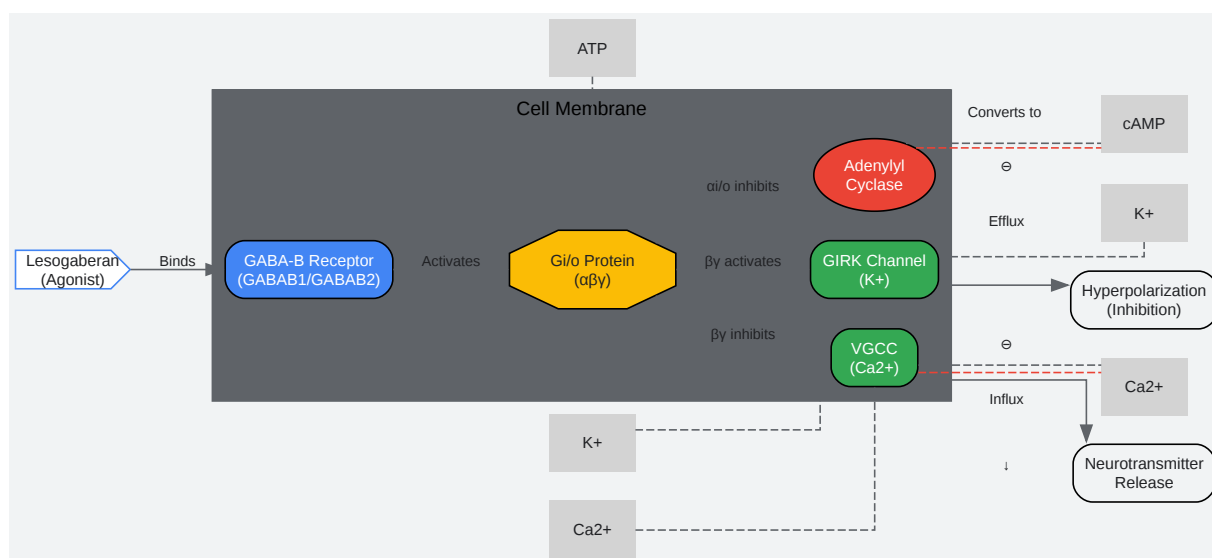 ATP
Cell Membrane
Converts to
cAMP
Adenylyl
Cyclase
⊖
αi/o inhibits
K+
Efflux
Lesogaberan
(Agonist)
Binds
GABA-B Receptor
(GABAB1/GABAB2)
Activates
Gi/o Protein
(αβγ)
βγ activates
GIRK Channel
(K+)
Hyperpolarization
(Inhibition)
βγ inhibits
VGCC
(Ca2+)
⊖
Ca2+
Influx
K+
↓
Neurotransmitter
Release
Ca2+